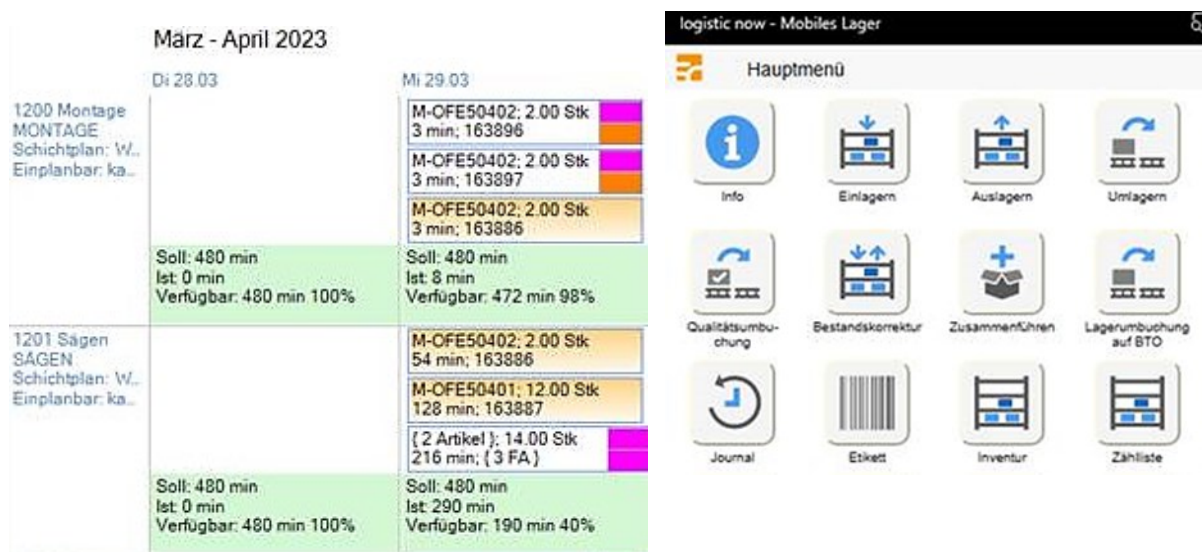 März - April 2023
Di 28.03
Mi 29.03
1200 Montage
MONTAGE
Schichtplan: W...
Einplanbar: ka...
M-OFE50402; 2.00 Stk
3 min; 163896
M-OFE50402; 2.00 Stk
3 min; 163897
M-OFE50402; 2.00 Stk
3 min; 163886
Soll: 480 min
Ist: 0 min
Verfügbar: 480 min 100%
Soll: 480 min
Ist: 8 min
Verfügbar: 472 min 98%
1201 Sägen
SÄGEN
Schichtplan: W...
Einplanbar: ka...
M-OFE50402; 2.00 Stk
54 min; 163886
M-OFE50401; 12.00 Stk
128 min; 163887
{ 2 Artikel }; 14.00 Stk
216 min; { 3 FA }
Soll: 480 min
Ist: 0 min
Verfügbar: 480 min 100%
Soll: 480 min
Ist: 290 min
Verfügbar: 190 min 40%
logistic now - Mobiles Lager
Hauptmenü
Info
Einlagern
Auslagern
Umlagern
Qualitätsumbu-
chung
Bestandskorrektur
Zusammenführen
Lagerumbuchung
auf BTO
Journal
Etikett
Inventur
Zählliste